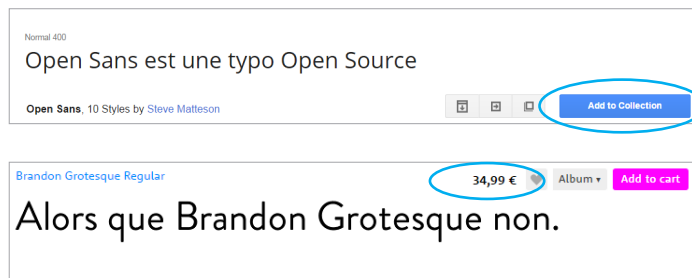 Normal 400
Open Sans est une typo Open Source
Open Sans, 10 Styles by Steve Matteson
Add to Collection
Brandon Grotesque Regular
34,99 €
Album ▾
Add to cart
Alors que Brandon Grotesque non.